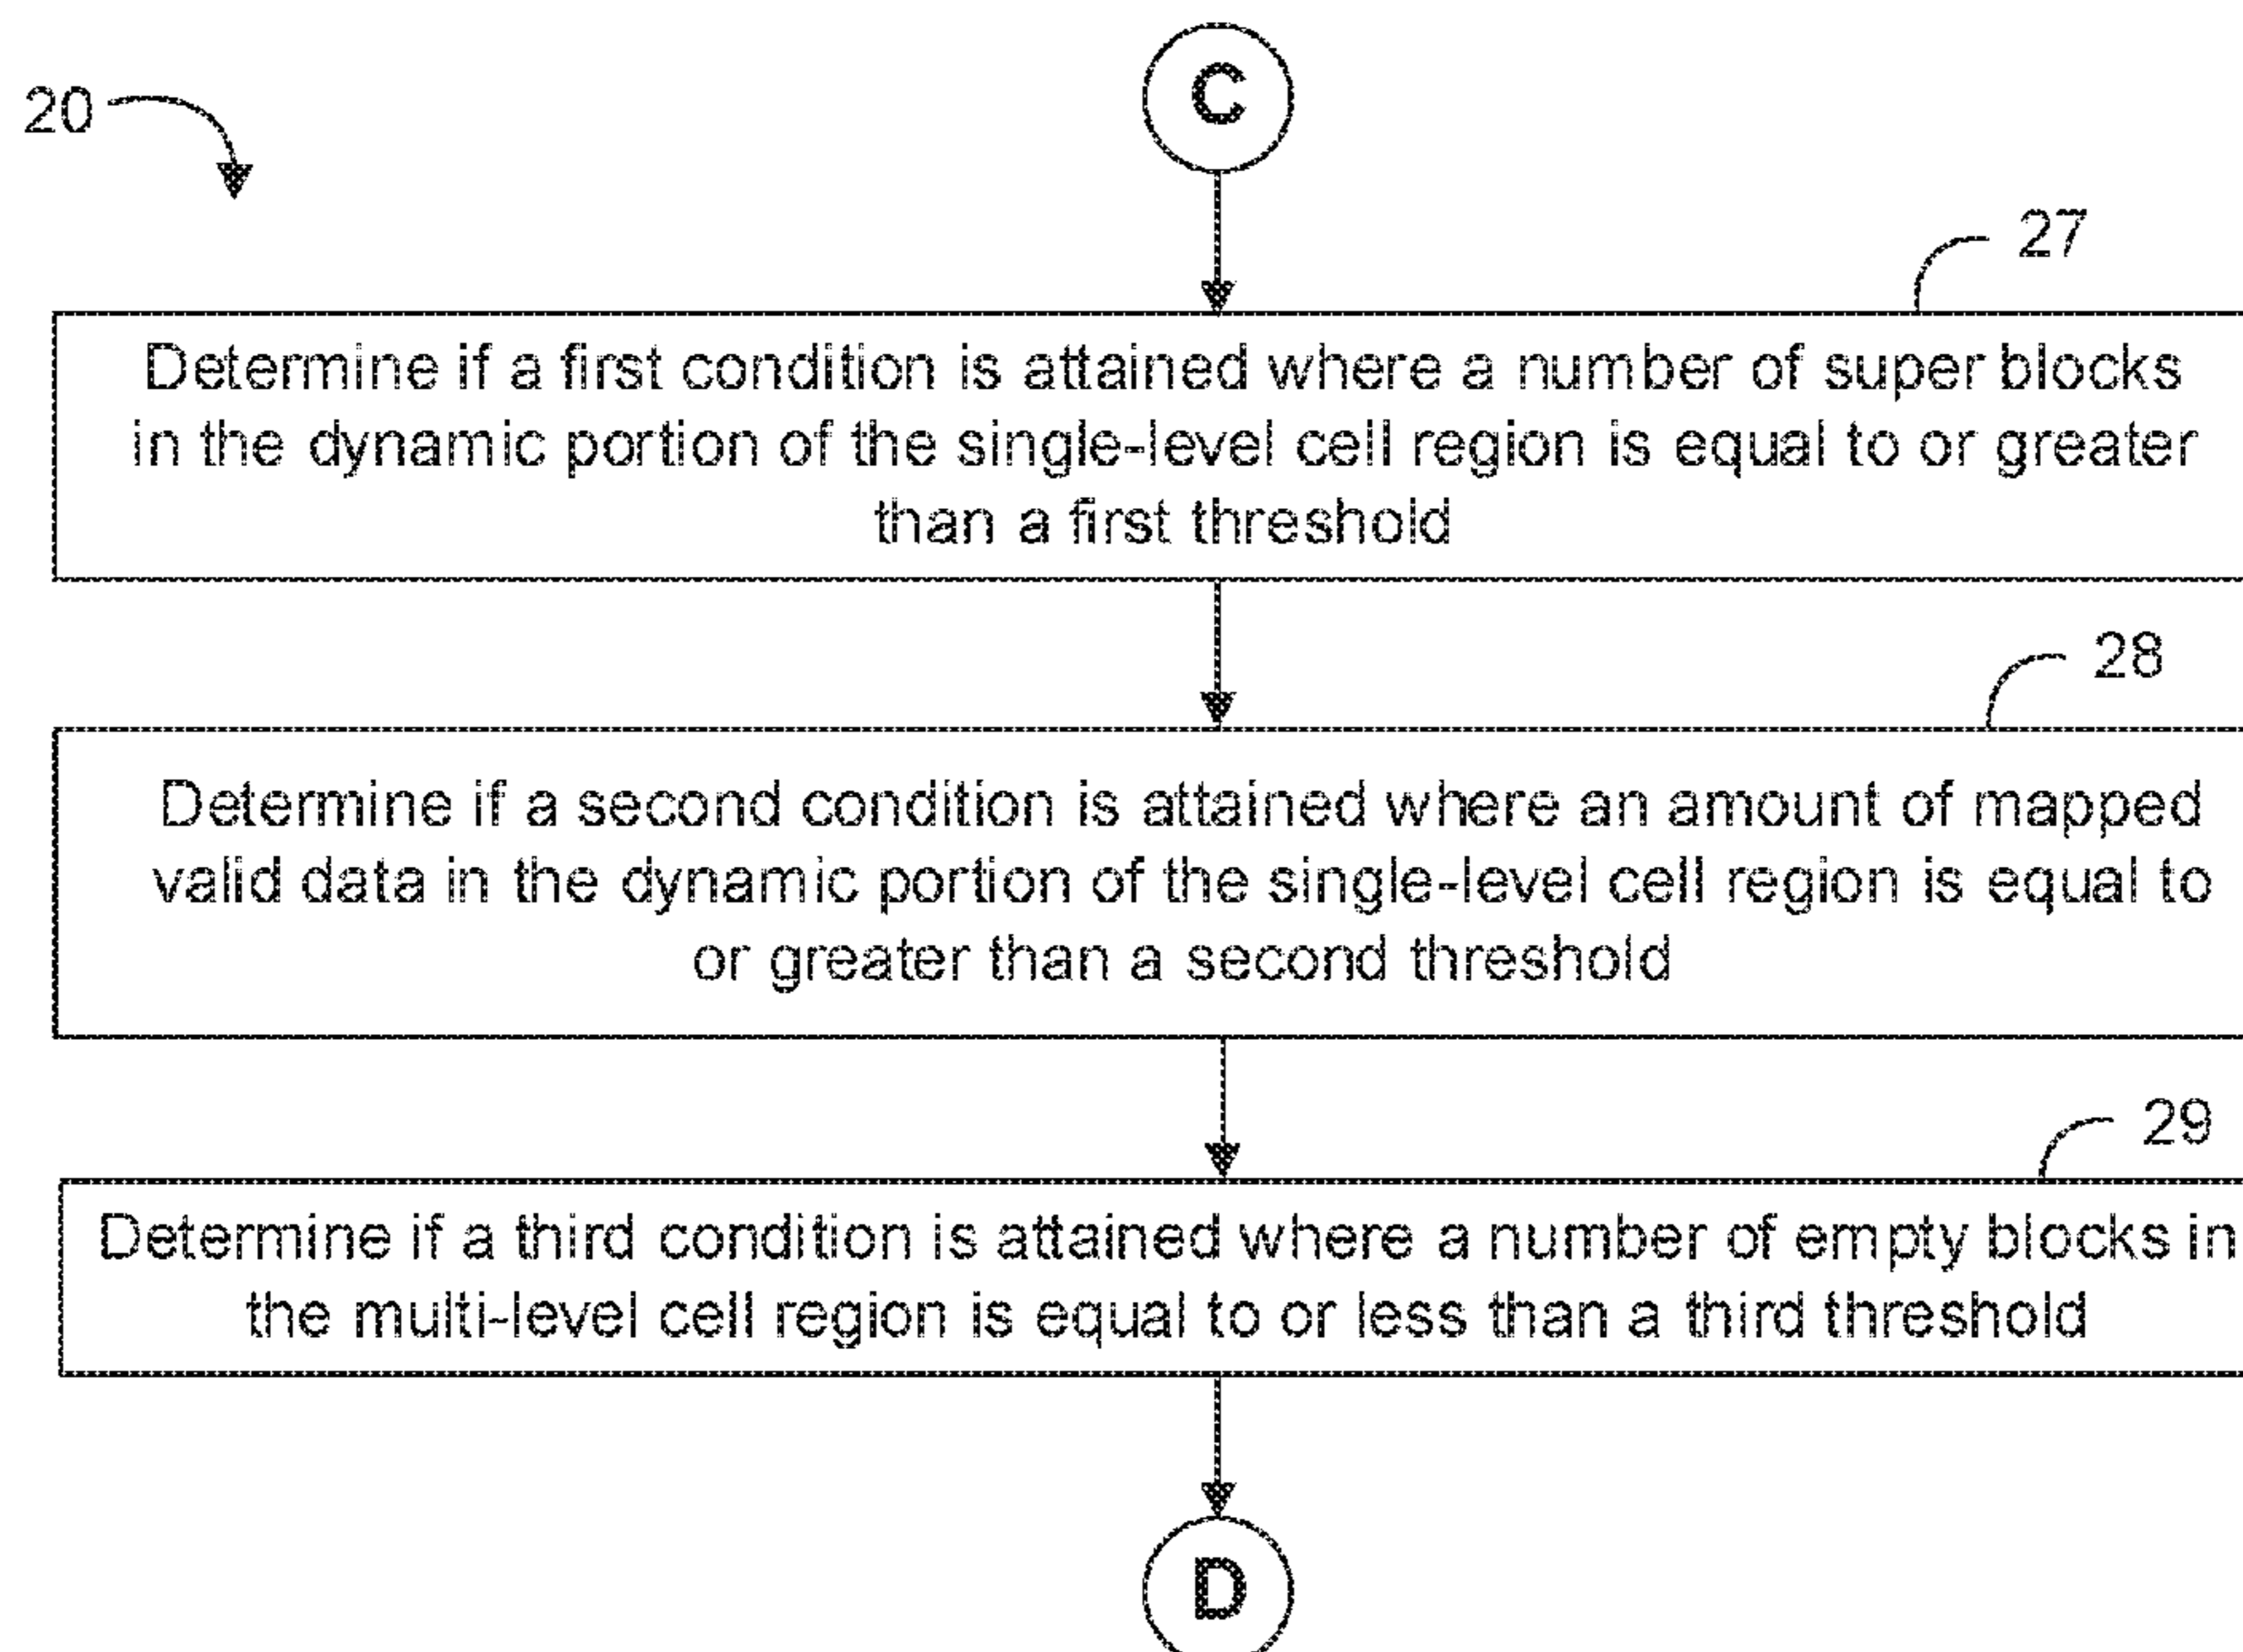 C
20
27
Determine if a first condition is attained where a number of super blocks
in the dynamic portion of the single-level cell region is equal to or greater
than a first threshold
28
Determine if a second condition is attained where an amount of mapped
valid data in the dynamic portion of the single-level cell region is equal to
or greater than a second threshold
29
Determine if a third condition is attained where a number of empty blocks in
the multi-level cell region is equal to or less than a third threshold
D